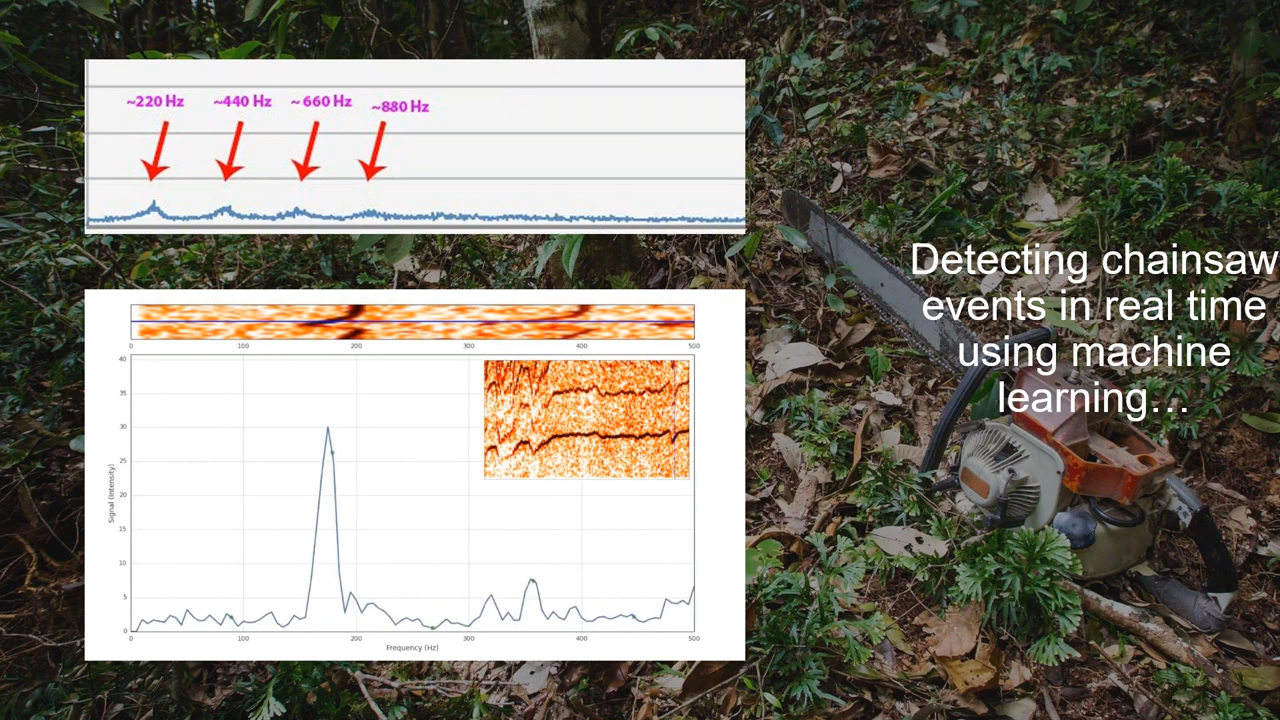 ~220 Hz ~440 Hz ~ 660 Hz ~880 Hz
0 100 200 300 400 500
40
35
30
25
20
15
10
5
0
Signal (Intensity)
0 100 200 300 400 500
Frequency (Hz)
Detecting chainsaw
events in real time
using machine
learning…